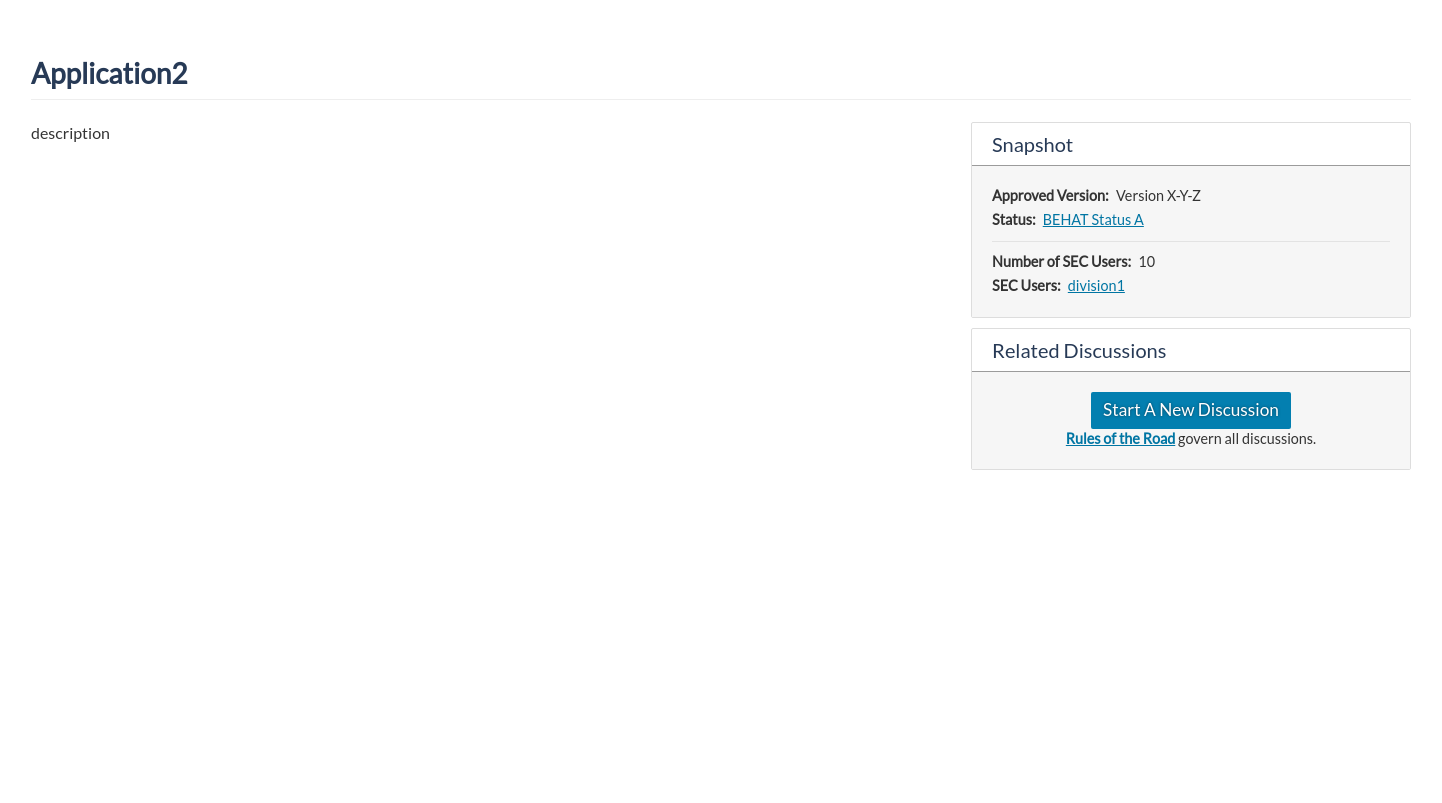 Application2
description
Snapshot
Approved Version: Version X-Y-Z
Status: BEHAT Status A
Number of SEC Users: 10
SEC Users: division1
Related Discussions
Start A New Discussion
Rules of the Road govern all discussions.